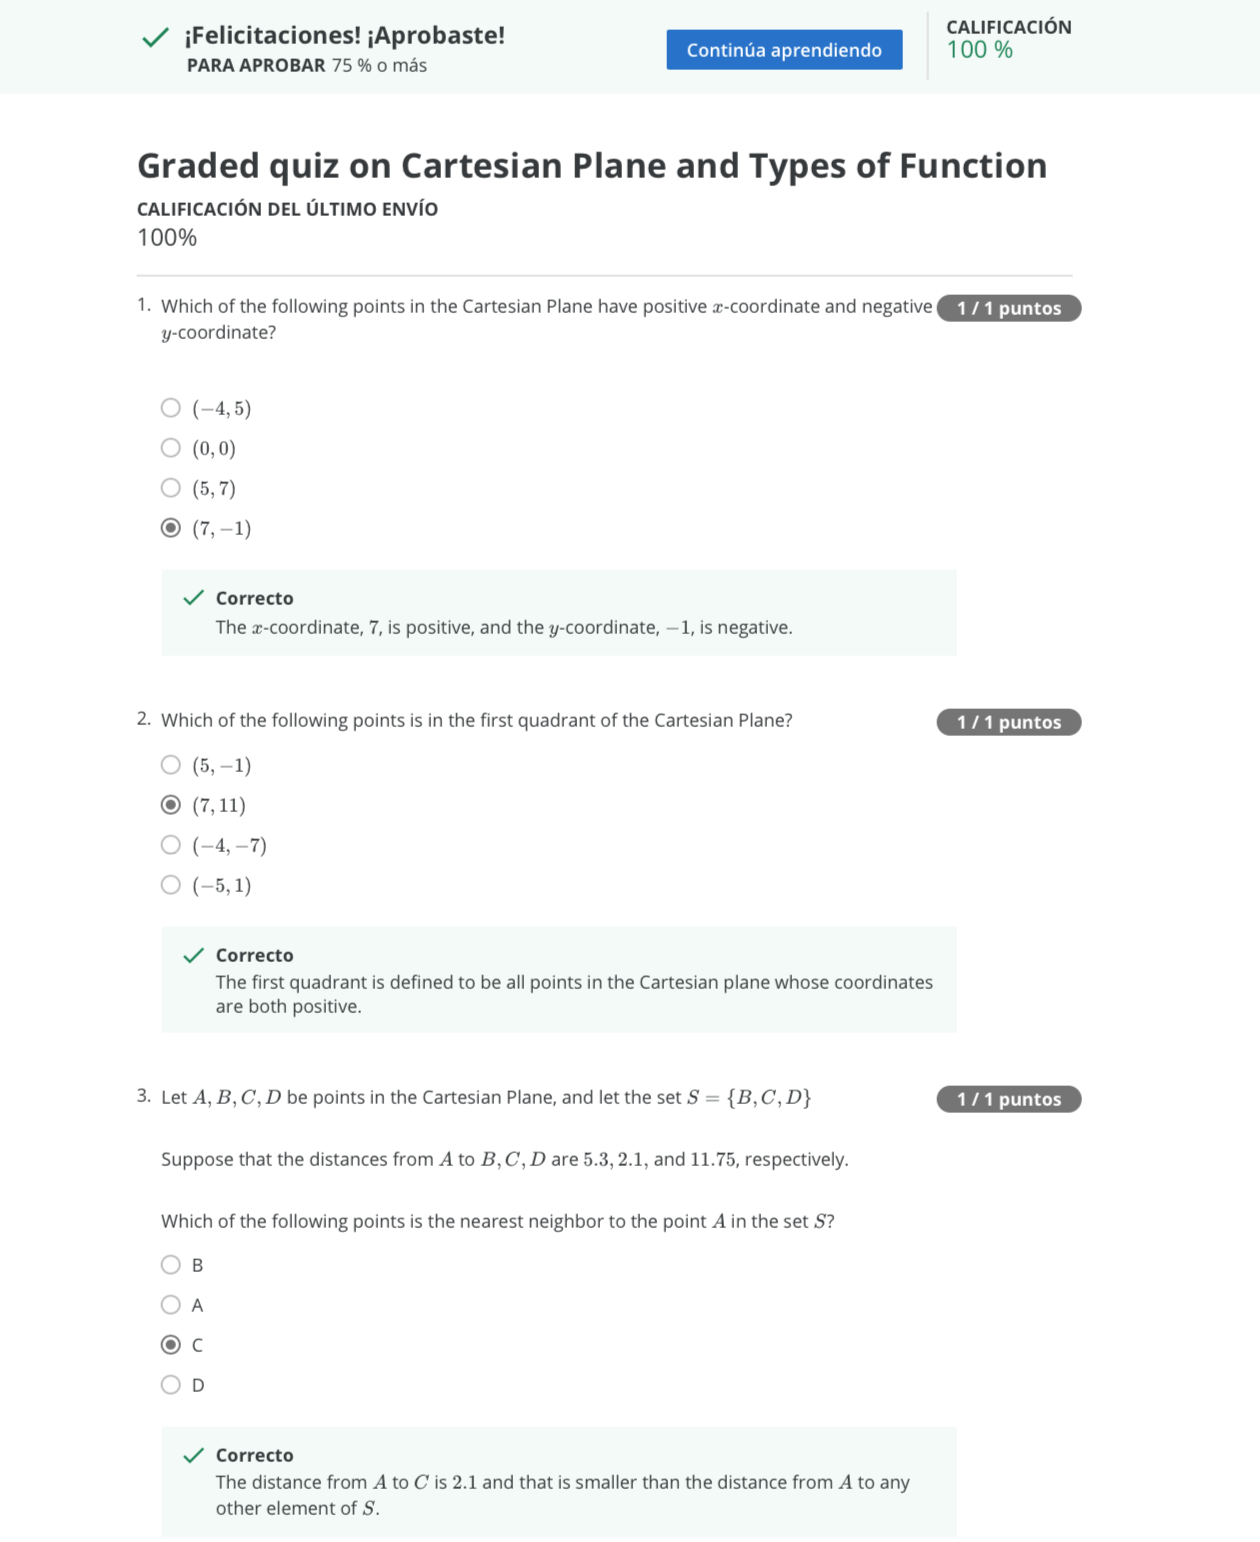 ¡Felicitaciones! ¡Aprobaste!
PARA APROBAR 75 % o más
Continúa aprendiendo
CALIFICACIÓN
100 %
Graded quiz on Cartesian Plane and Types of Function
CALIFICACIÓN DEL ÚLTIMO ENVÍO
100%
1. Which of the following points in the Cartesian Plane have positive x-coordinate and negative
y-coordinate?
1 / 1 puntos
(−4, 5)
(0, 0)
(5, 7)
(7, −1)
Correcto
The x-coordinate, 7, is positive, and the y-coordinate, −1, is negative.
2. Which of the following points is in the first quadrant of the Cartesian Plane?
1 / 1 puntos
(5, −1)
(7, 11)
(−4, −7)
(−5, 1)
Correcto
The first quadrant is defined to be all points in the Cartesian plane whose coordinates
are both positive.
3. Let A, B, C, D be points in the Cartesian Plane, and let the set S = {B, C, D}
1 / 1 puntos
Suppose that the distances from A to B, C, D are 5.3, 2.1, and 11.75, respectively.
Which of the following points is the nearest neighbor to the point A in the set S?
B
A
C
D
Correcto
The distance from A to C is 2.1 and that is smaller than the distance from A to any
other element of S.